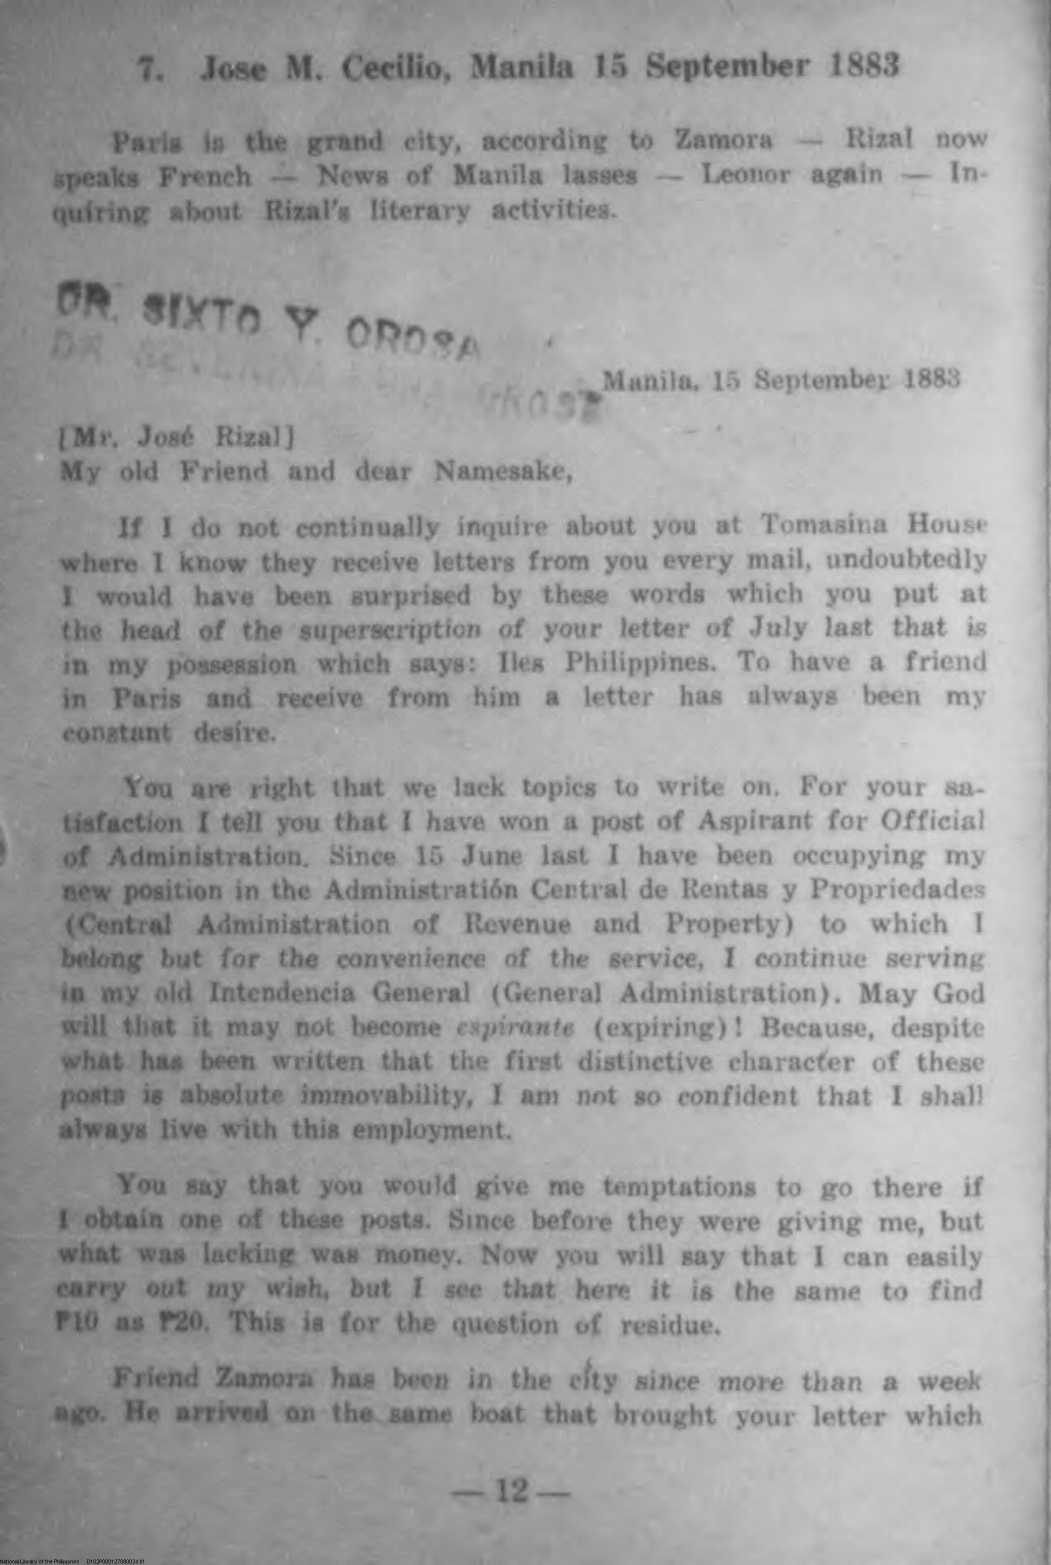 7. Jose M. Cecilio, Manila 15 September 1883
Paris is the grand city, according to Zamora — Rizal now
speaks French — News of Manila lasses — Leonor again — In-
quiring about Rizal's literary activities.
DR. SIXTO Y. OROSA
Manila, 15 September 1883
[Mr. José Rizal]
My old Friend and dear Namesake,
If I do not continually inquire about you at Tomasina House
where I know they receive letters from you every mail, undoubtedly
I would have been surprised by these words which you put at
the head of the superscription of your letter of July last that is
in my possession which says: Iles Philippines. To have a friend
in Paris and receive from him a letter has always been my
constant desire.
You are right that we lack topics to write on. For your sa-
tisfaction I tell you that I have won a post of Aspirant for Official
of Administration. Since 15 June last I have been occupying my
new position in the Administratión Central de Rentas y Propriedades
(Central Administration of Revenue and Property) to which I
belong but for the convenience of the service, I continue serving
in my old Intendencia General (General Administration). May God
will that it may not become espirante (expiring)! Because, despite
what has been written that the first distinctive character of these
posts is absolute immovability, I am not so confident that I shall
always live with this employment.
You say that you would give me temptations to go there if
I obtain one of these posts. Since before they were giving me, but
what was lacking was money. Now you will say that I can easily
carry out my wish, but I see that here it is the same to find
₱10 as ₱20. This is for the question of residue.
Friend Zamora has been in the city since more than a week
ago. He arrived on the same boat that brought your letter which
— 12 —
National Library of the Philippines